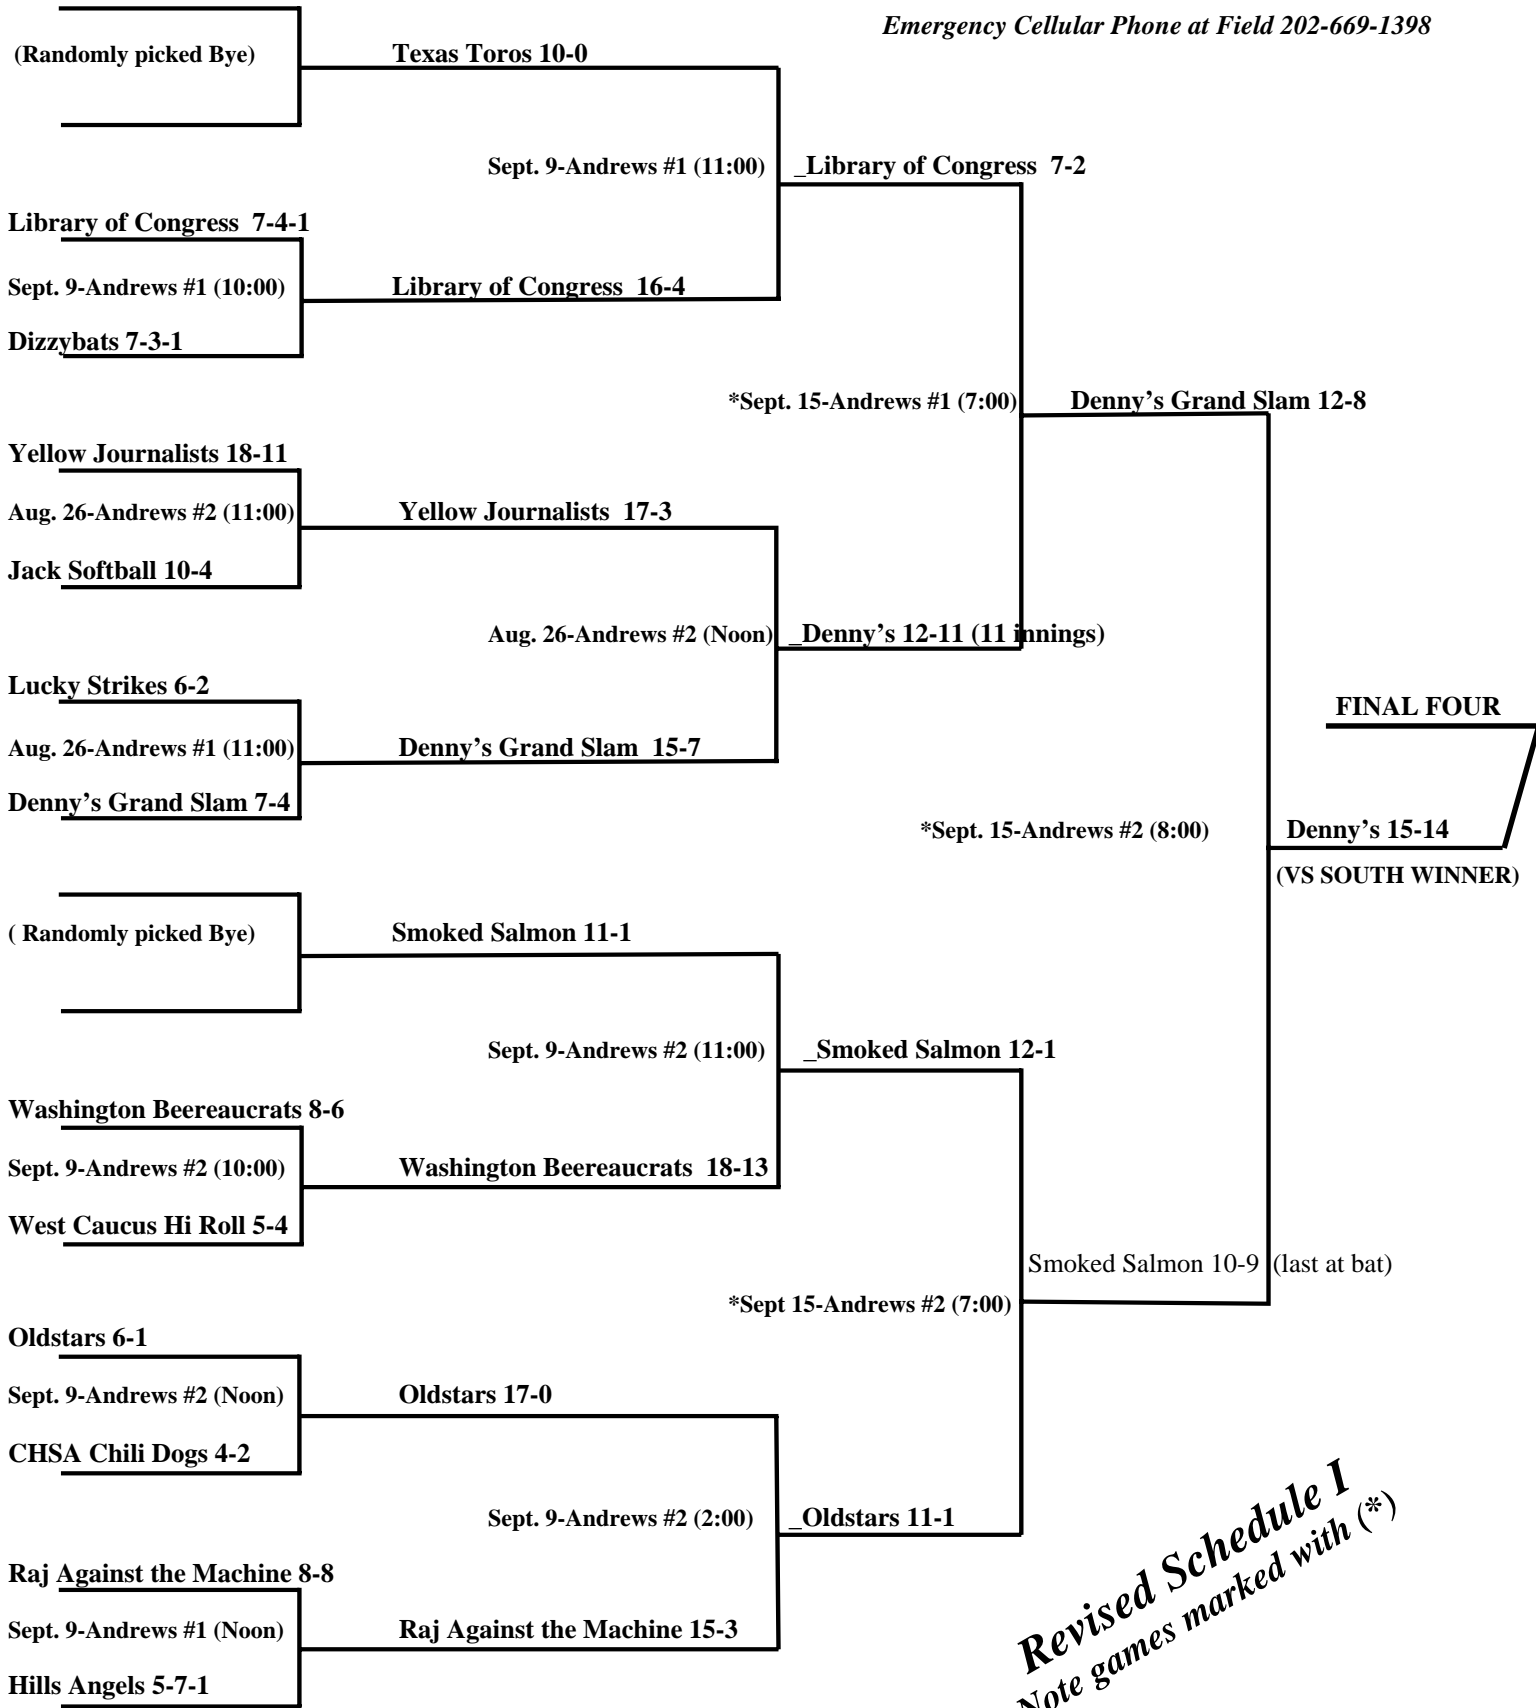 Emergency Cellular Phone at Field 202-669-1398
(Randomly picked Bye)
Texas Toros 10-0
Sept. 9-Andrews #1 (11:00)
_Library of Congress 7-2
Library of Congress 7-4-1
Sept. 9-Andrews #1 (10:00)
Library of Congress 16-4
Dizzybats 7-3-1
*Sept. 15-Andrews #1 (7:00)
Denny's Grand Slam 12-8
Yellow Journalists 18-11
Aug. 26-Andrews #2 (11:00)
Yellow Journalists 17-3
Jack Softball 10-4
Aug. 26-Andrews #2 (Noon)
_Denny's 12-11 (11 innings)
Lucky Strikes 6-2
FINAL FOUR
Aug. 26-Andrews #1 (11:00)
Denny's Grand Slam 15-7
Denny's Grand Slam 7-4
*Sept. 15-Andrews #2 (8:00)
Denny's 15-14
(VS SOUTH WINNER)
( Randomly picked Bye)
Smoked Salmon 11-1
Sept. 9-Andrews #2 (11:00)
_Smoked Salmon 12-1
Washington Beereaucrats 8-6
Sept. 9-Andrews #2 (10:00)
Washington Beereaucrats 18-13
West Caucus Hi Roll 5-4
Smoked Salmon 10-9 (last at bat)
*Sept 15-Andrews #2 (7:00)
Oldstars 6-1
Sept. 9-Andrews #2 (Noon)
Oldstars 17-0
CHSA Chili Dogs 4-2
Sept. 9-Andrews #2 (2:00)
_Oldstars 11-1
Raj Against the Machine 8-8
Sept. 9-Andrews #1 (Noon)
Raj Against the Machine 15-3
Hills Angels 5-7-1
Revised Schedule I
Note games marked with (*)